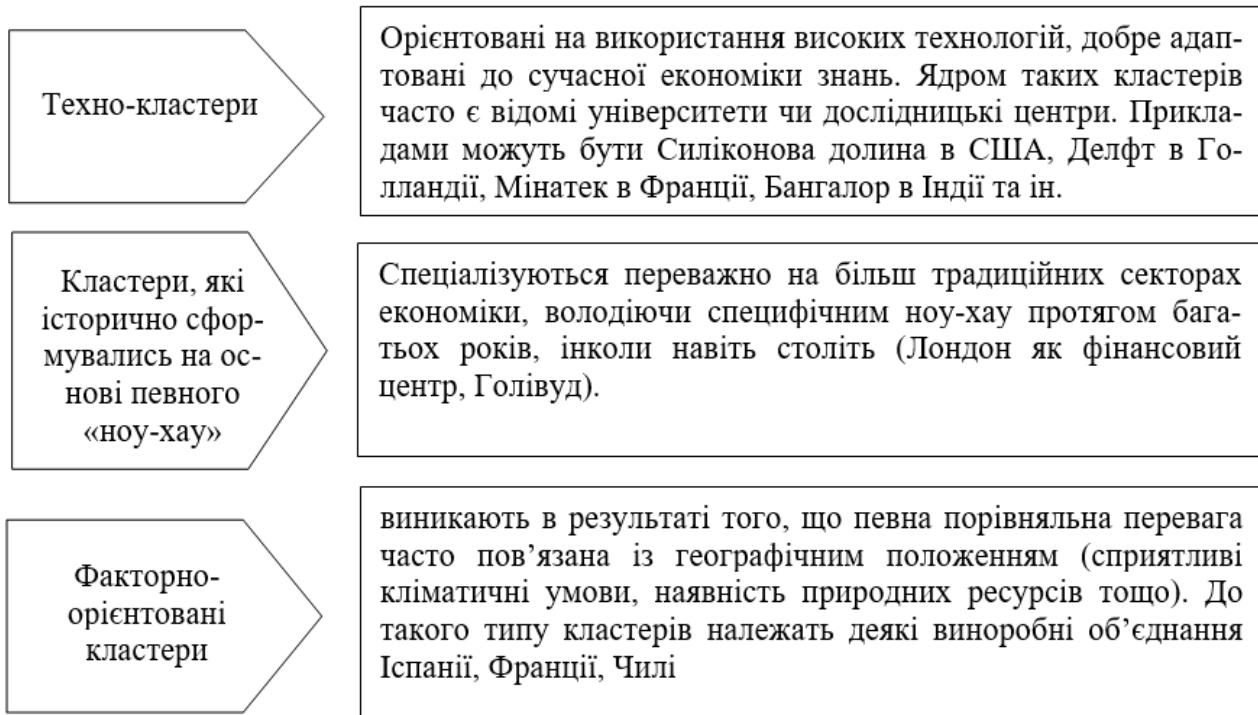 Техно-кластери
Орієнтовані на використання високих технологій, добре адап-
товані до сучасної економіки знань. Ядром таких кластерів
часто є відомі університети чи дослідницькі центри. Прикла-
дами можуть бути Силіконова долина в США, Делфт в Го-
лландії, Мінатек в Франції, Бангалор в Індії та ін.
Кластери, які
історично сфор-
мувались на ос-
нові певного
«ноу-хау»
Спеціалізуються переважно на більш традиційних секторах
економіки, володіючи специфічним ноу-хау протягом бага-
тьох років, інколи навіть століть (Лондон як фінансовий
центр, Голівуд).
Факторно-
орієнтовані
кластери
виникають в результаті того, що певна порівняльна перевага
часто пов’язана із географічним положенням (сприятливі
кліматичні умови, наявність природних ресурсів тощо). До
такого типу кластерів належать деякі виноробні об’єднання
Іспанії, Франції, Чилі